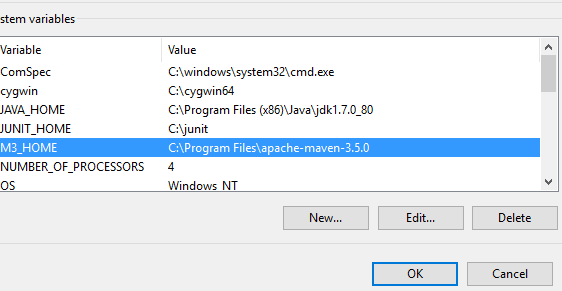 stem variables
Variable Value
ComSpec C:\windows\system32\cmd.exe
cygwin C:\cygwin64
JAVA_HOME C:\Program Files (x86)\Java\jdk1.7.0_80
JUNIT_HOME C:\junit
M3_HOME C:\Program Files\apache-maven-3.5.0
NUMBER_OF_PROCESSORS 4
OS Windows_NT
New... Edit... Delete
OK Cancel